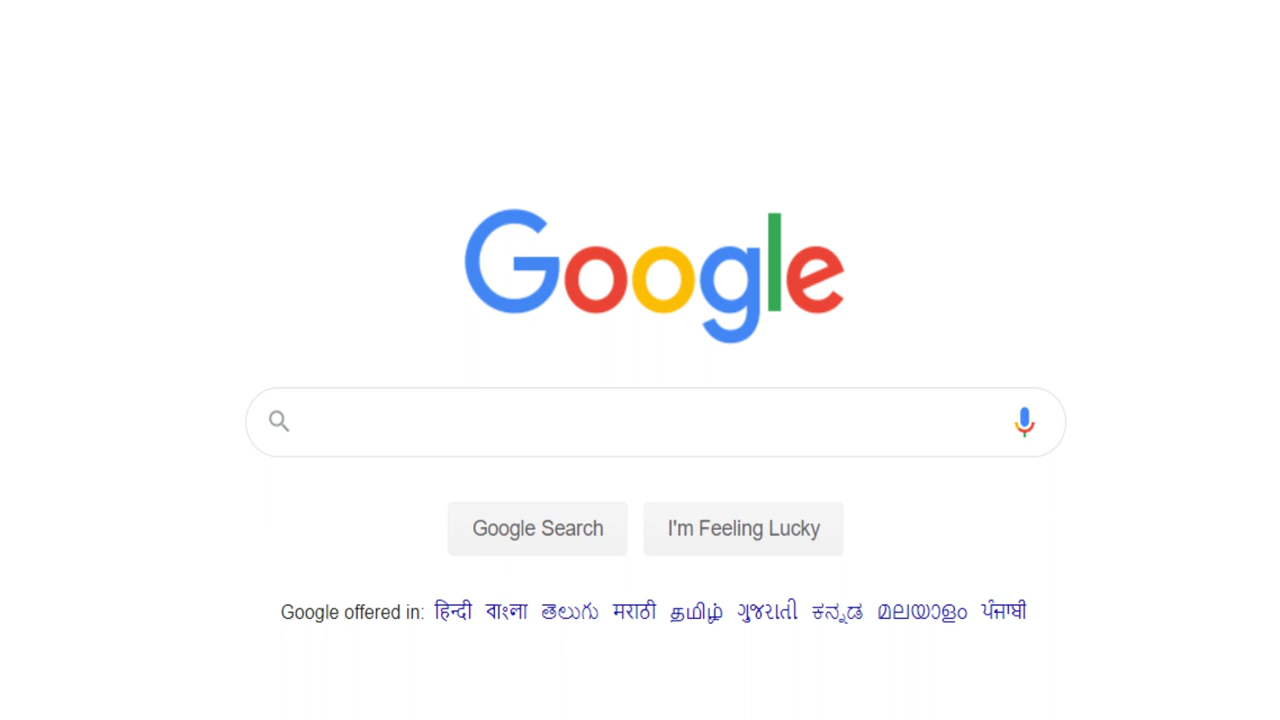 Google
Google Search I'm Feeling Lucky
Google offered in: हिन्दी বাংলা తెలుగు मराठी தமிழ் ગુજરાતી ಕನ್ನಡ മലയാളം ਪੰਜਾਬੀ